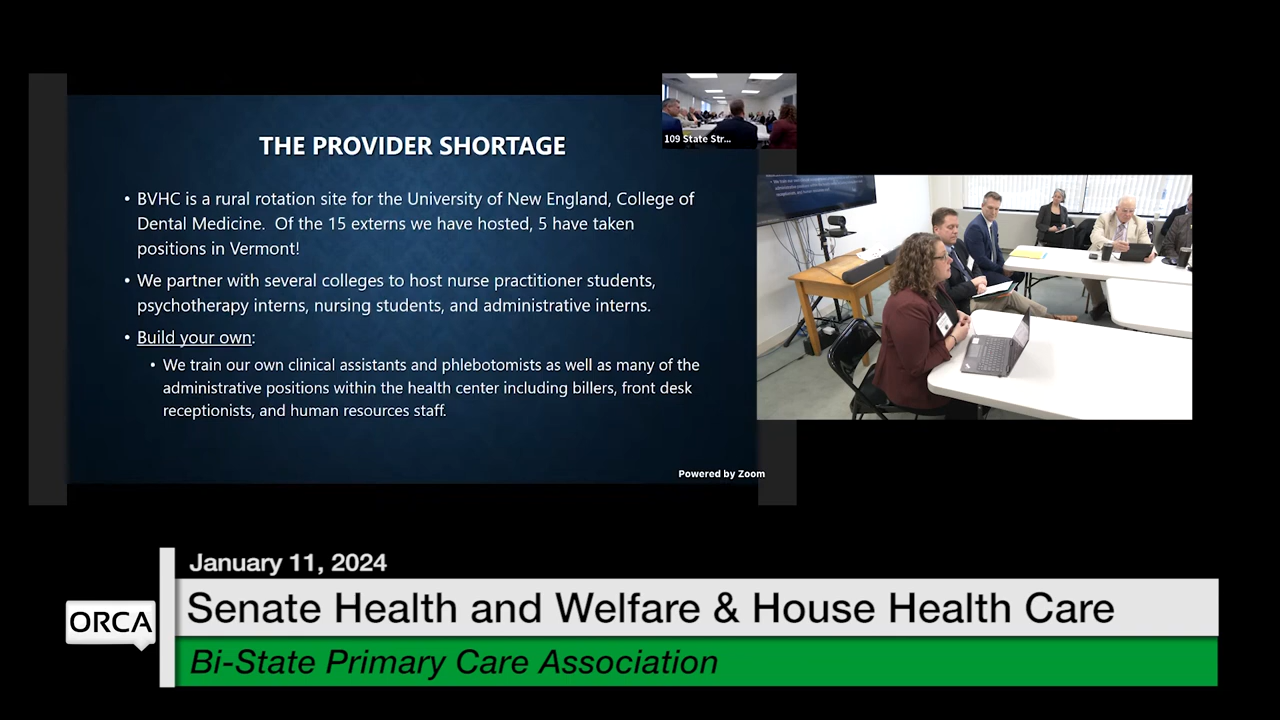 THE PROVIDER SHORTAGE
• BVHC is a rural rotation site for the University of New England, College of
Dental Medicine. Of the 15 externs we have hosted, 5 have taken
positions in Vermont!
• We partner with several colleges to host nurse practitioner students,
psychotherapy interns, nursing students, and administrative interns.
• Build your own:
• We train our own clinical assistants and phlebotomists as well as many of the
administrative positions within the health center including billers, front desk
receptionists, and human resources staff.
109 State Str...
Powered by Zoom
January 11, 2024
ORCA
Senate Health and Welfare & House Health Care
Bi-State Primary Care Association